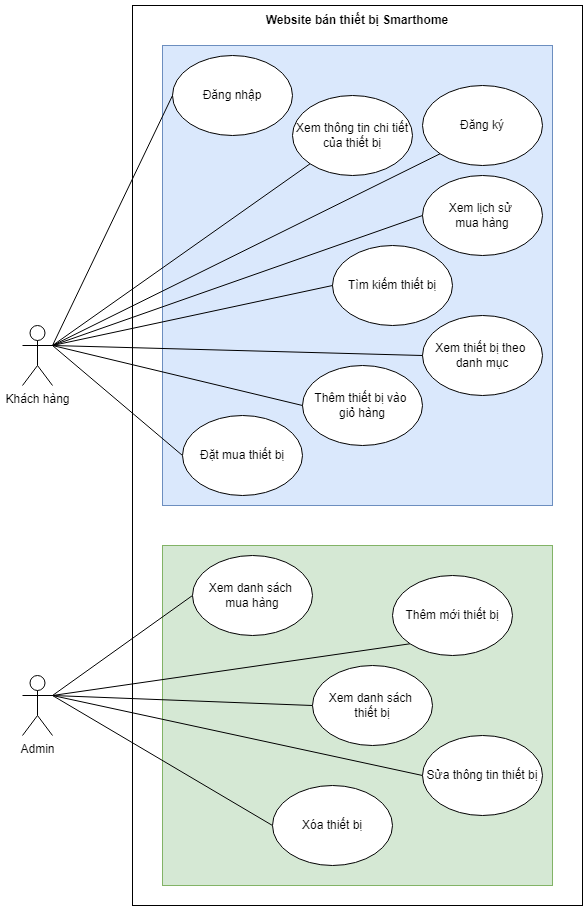 Website bán thiết bị Smarthome
Đăng nhập
Xem thông tin chi tiết
của thiết bị
Đăng ký
Xem lịch sử
mua hàng
Tìm kiếm thiết bị
Xem thiết bị theo
danh mục
Khách hàng
Thêm thiết bị vào
giỏ hàng
Đặt mua thiết bị
Xem danh sách
mua hàng
Thêm mới thiết bị
Xem danh sách
thiết bị
Admin
Sửa thông tin thiết bị
Xóa thiết bị